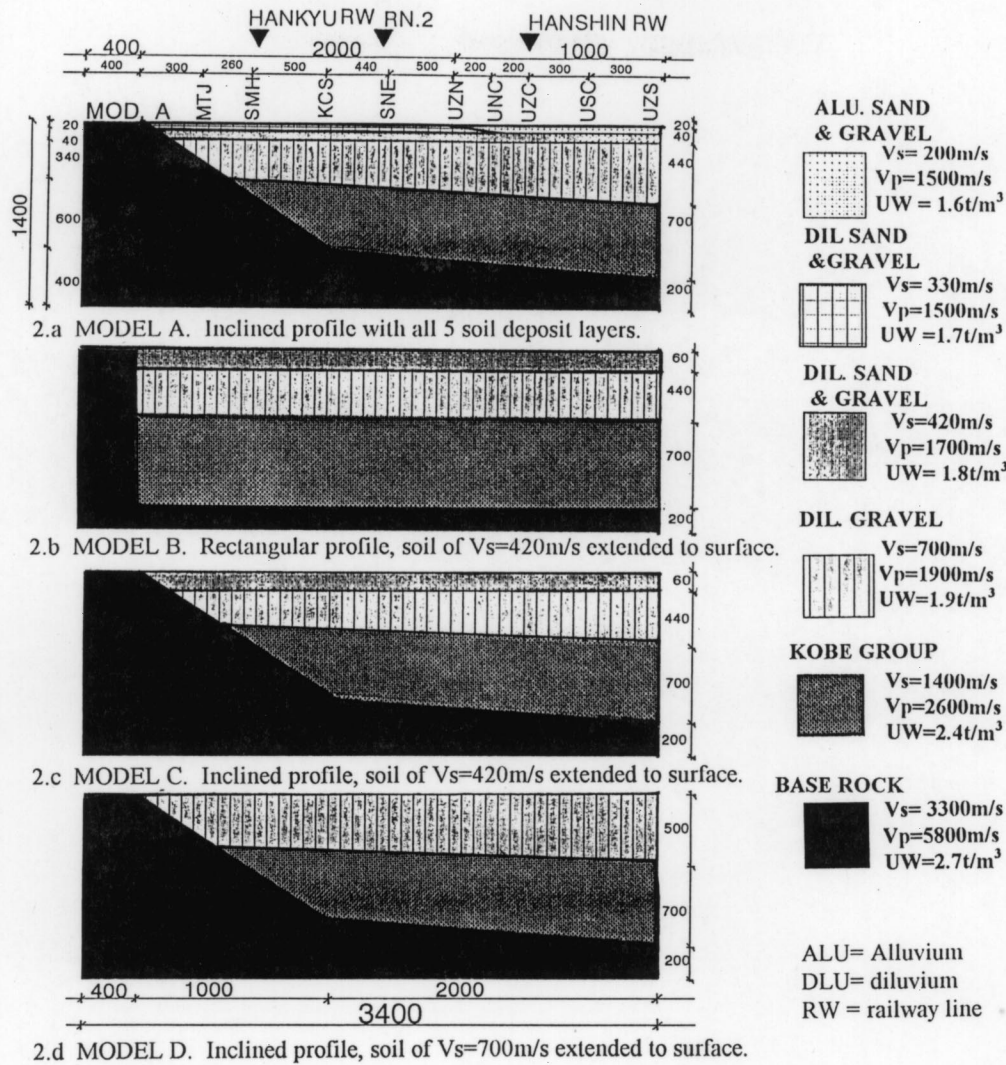 HANKYU RW RN.2 HANSHIN RW
400 2000 1000
400 300 260 500 440 500 200 200 300 300
MTJ SMH KCS SNE UZN UNC UZC USC UZS
MOD. A
1400
20
40
340
600
400
20
40
440
700
200
2.a MODEL A. Inclined profile with all 5 soil deposit layers.
60
440
700
200
2.b MODEL B. Rectangular profile, soil of Vs=420m/s extended to surface.
60
440
700
200
2.c MODEL C. Inclined profile, soil of Vs=420m/s extended to surface.
500
700
200
400 1000 2000
3400
2.d MODEL D. Inclined profile, soil of Vs=700m/s extended to surface.
ALU. SAND
& GRAVEL
Vs= 200m/s
Vp=1500m/s
UW = 1.6t/m³
DIL SAND
&GRAVEL
Vs= 330m/s
Vp=1500m/s
UW =1.7t/m³
DIL. SAND
& GRAVEL
Vs=420m/s
Vp=1700m/s
UW= 1.8t/m³
DIL. GRAVEL
Vs=700m/s
Vp=1900m/s
UW=1.9t/m³
KOBE GROUP
Vs=1400m/s
Vp=2600m/s
UW=2.4t/m³
BASE ROCK
Vs= 3300m/s
Vp=5800m/s
UW=2.7t/m³
ALU= Alluvium
DLU= diluvium
RW = railway line